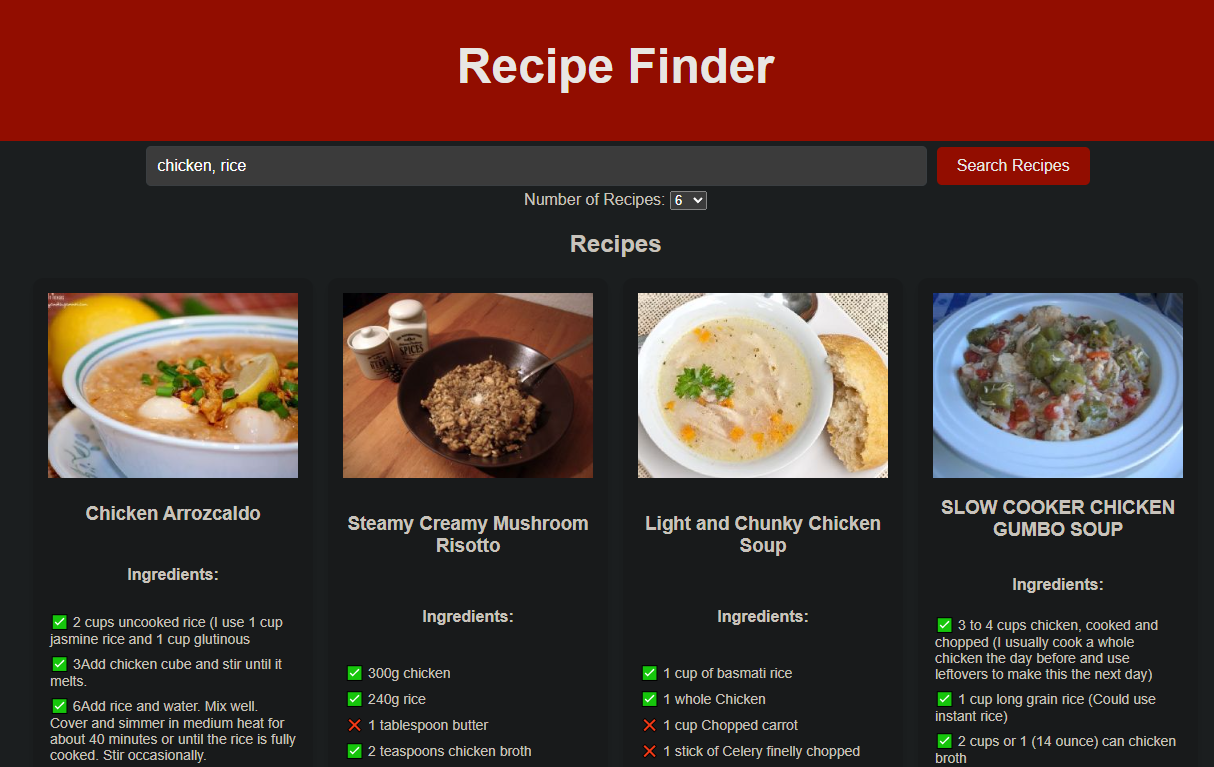 Recipe Finder
chicken, rice
Search Recipes
Number of Recipes: 6
Recipes
SPICES
Chicken Arrozcaldo
Ingredients:
✅ 2 cups uncooked rice (I use 1 cup
jasmine rice and 1 cup glutinous
✅ 3Add chicken cube and stir until it
melts.
✅ 6Add rice and water. Mix well.
Cover and simmer in medium heat for
about 40 minutes or until the rice is fully
cooked. Stir occasionally.
Steamy Creamy Mushroom
Risotto
Ingredients:
✅ 300g chicken
✅ 240g rice
❌ 1 tablespoon butter
✅ 2 teaspoons chicken broth
Light and Chunky Chicken
Soup
Ingredients:
✅ 1 cup of basmati rice
✅ 1 whole Chicken
❌ 1 cup Chopped carrot
❌ 1 stick of Celery finelly chopped
SLOW COOKER CHICKEN
GUMBO SOUP
Ingredients:
✅ 3 to 4 cups chicken, cooked and
chopped (I usually cook a whole
chicken the day before and use
leftovers to make this the next day)
✅ 1 cup long grain rice (Could use
instant rice)
✅ 2 cups or 1 (14 ounce) can chicken
broth